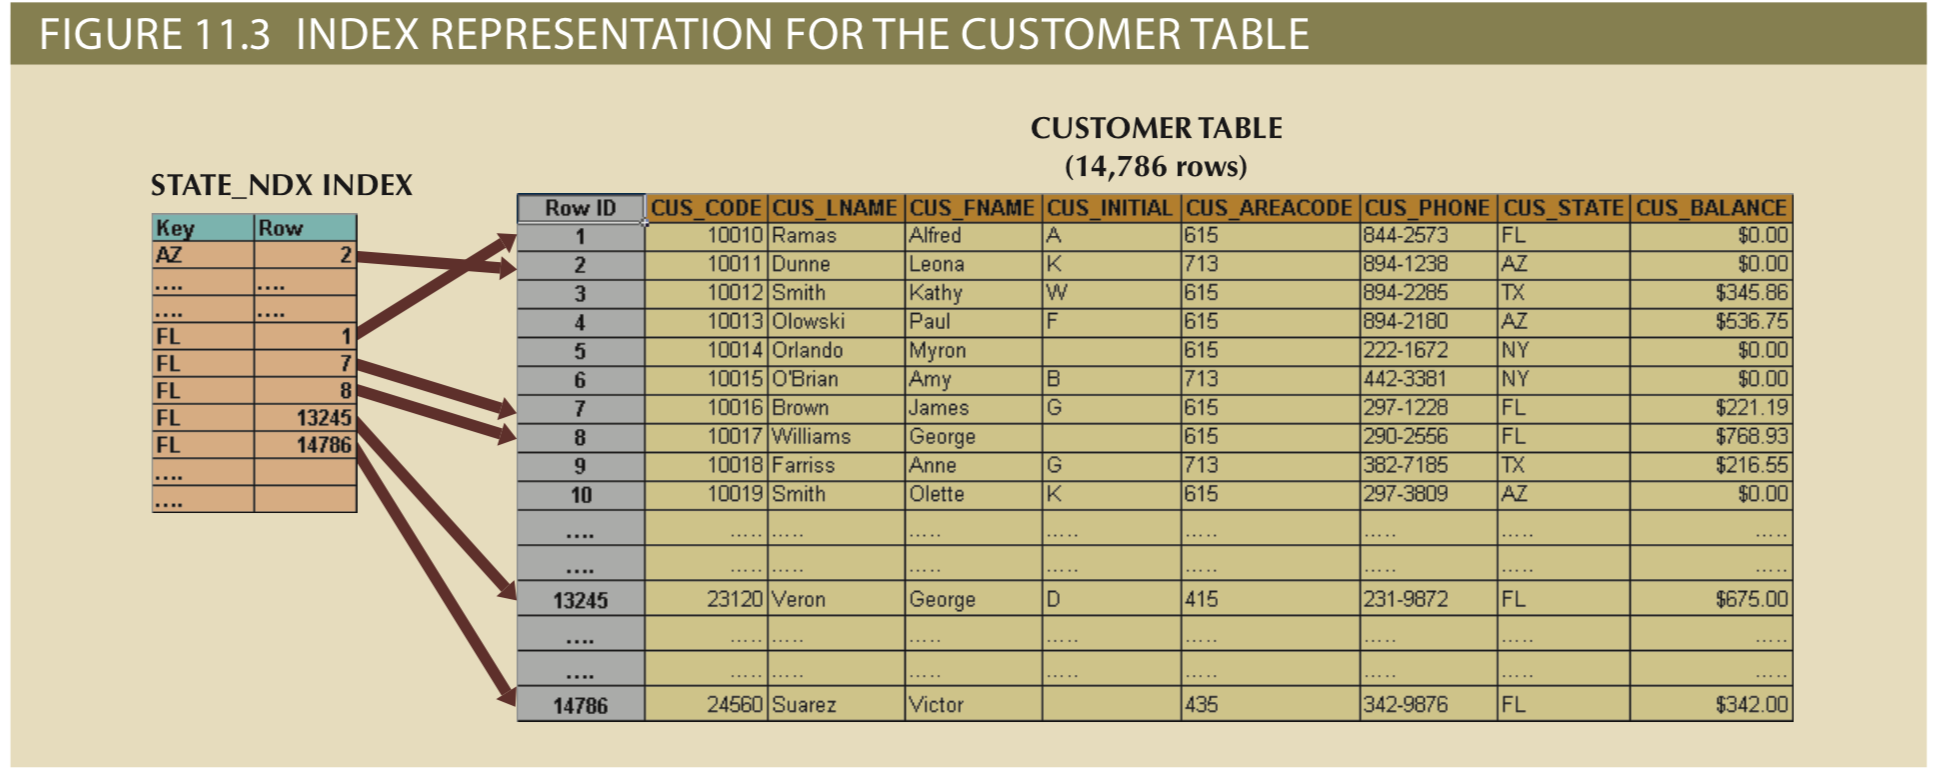 FIGURE 11.3 INDEX REPRESENTATION FOR THE CUSTOMER TABLE
CUSTOMER TABLE
(14,786 rows)
STATE_NDX INDEX
Key Row
AZ 2
.... ....
.... ....
FL 1
FL 7
FL 8
FL 13245
FL 14786
....
....
Row ID CUS_CODE CUS_LNAME CUS_FNAME CUS_INITIAL CUS_AREACODE CUS_PHONE CUS_STATE CUS_BALANCE
1 10010 Ramas Alfred A 615 844-2573 FL $0.00
2 10011 Dunne Leona K 713 894-1238 AZ $0.00
3 10012 Smith Kathy W 615 894-2285 TX $345.86
4 10013 Olowski Paul F 615 894-2180 AZ $536.75
5 10014 Orlando Myron 615 222-1672 NY $0.00
6 10015 O'Brian Amy B 713 442-3381 NY $0.00
7 10016 Brown James G 615 297-1228 FL $221.19
8 10017 Williams George 615 290-2556 FL $768.93
9 10018 Farriss Anne G 713 382-7185 TX $216.55
10 10019 Smith Olette K 615 297-3809 AZ $0.00
.... ..... ..... ..... ..... ..... ..... ..... .....
.... ..... ..... ..... ..... ..... ..... ..... .....
13245 23120 Veron George D 415 231-9872 FL $675.00
.... ..... ..... ..... ..... ..... ..... ..... .....
.... ..... ..... ..... ..... ..... ..... ..... .....
14786 24560 Suarez Victor 435 342-9876 FL $342.00